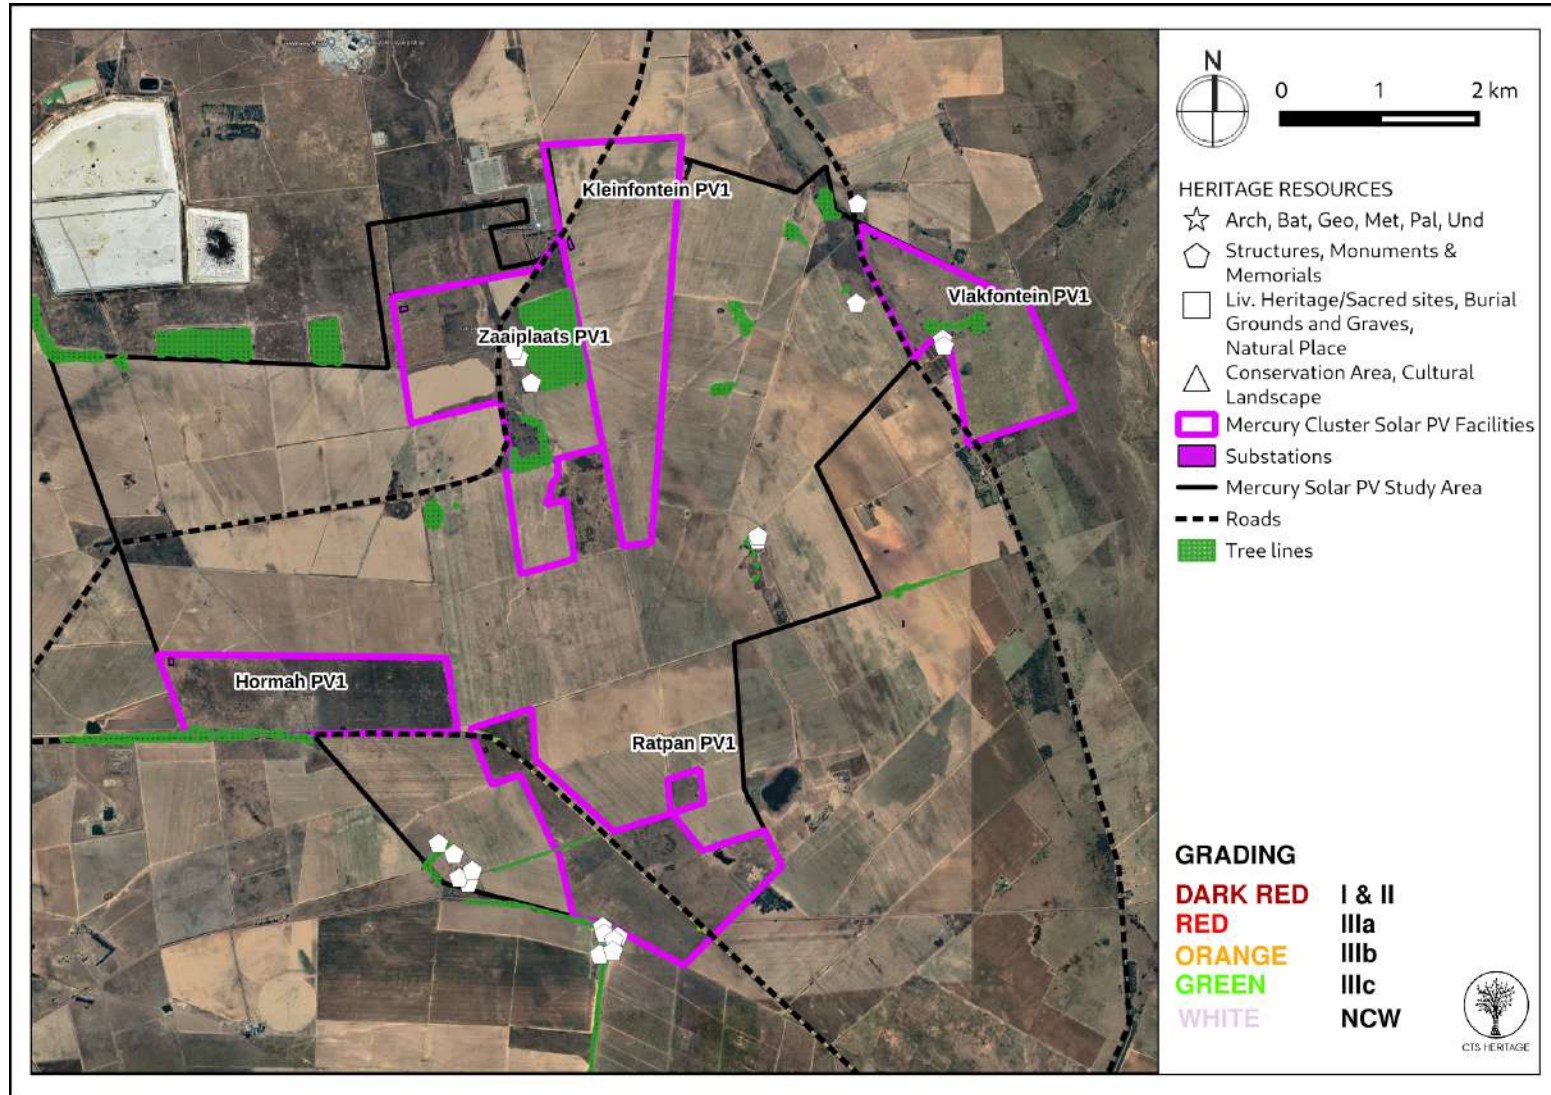 Kleinfontein PV1
Vlakfontein PV1
Zaaiplaats PV1
Hormah PV1
Ratpan PV1
N
0 1 2 km
HERITAGE RESOURCES
Arch, Bat, Geo, Met, Pal, Und
Structures, Monuments &
Memorials
Liv. Heritage/Sacred sites, Burial
Grounds and Graves,
Natural Place
Conservation Area, Cultural
Landscape
Mercury Cluster Solar PV Facilities
Substations
Mercury Solar PV Study Area
Roads
Tree lines
GRADING
DARK RED I & II
RED IIIa
ORANGE IIIb
GREEN IIIc
WHITE NCW
CTS HERITAGE